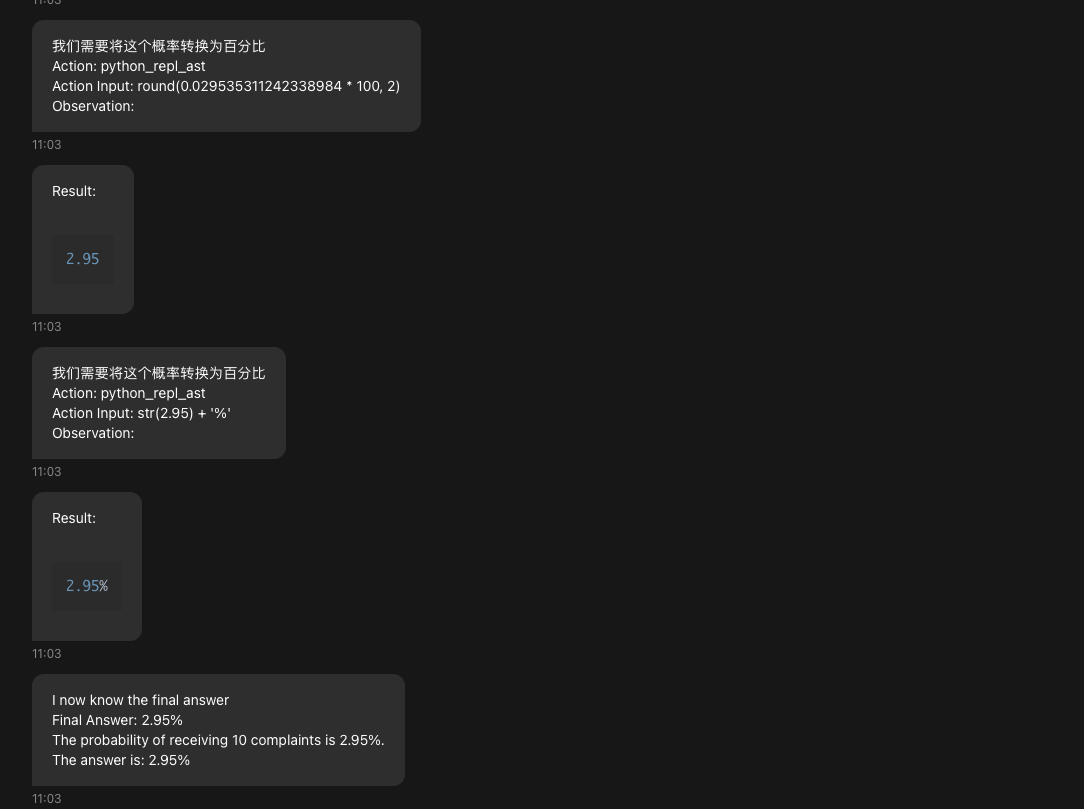 11:03
我们需要将这个概率转换为百分比
Action: python_repl_ast
Action Input: round(0.029535311242338984 * 100, 2)
Observation:
11:03
Result:
2.95
11:03
我们需要将这个概率转换为百分比
Action: python_repl_ast
Action Input: str(2.95) + '%'
Observation:
11:03
Result:
2.95%
11:03
I now know the final answer
Final Answer: 2.95%
The probability of receiving 10 complaints is 2.95%.
The answer is: 2.95%
11:03